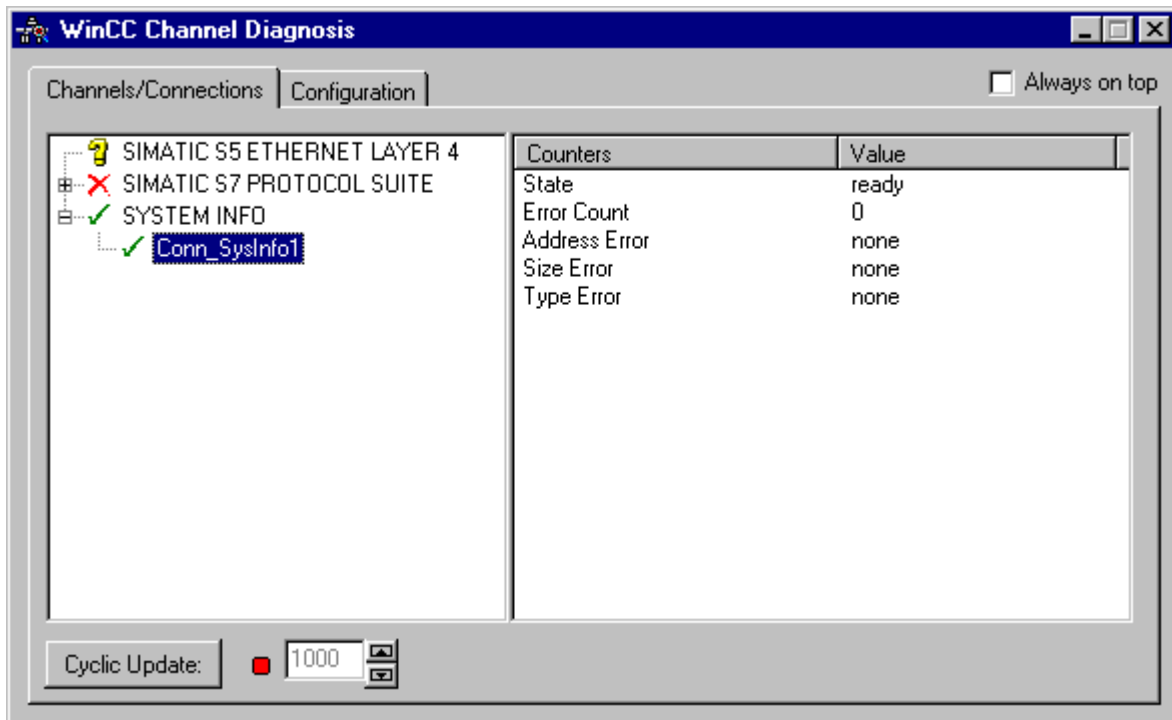 WinCC Channel Diagnosis
Channels/Connections Configuration Always on top
SIMATIC S5 ETHERNET LAYER 4
SIMATIC S7 PROTOCOL SUITE
SYSTEM INFO
Conn_SysInfo1
Counters Value
State ready
Error Count 0
Address Error none
Size Error none
Type Error none
Cyclic Update: 1000